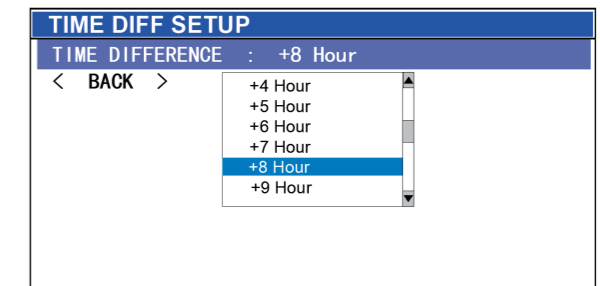 TIME DIFF SETUP
TIME DIFFERENCE : +8 Hour
< BACK >
+4 Hour
+5 Hour
+6 Hour
+7 Hour
+8 Hour
+9 Hour